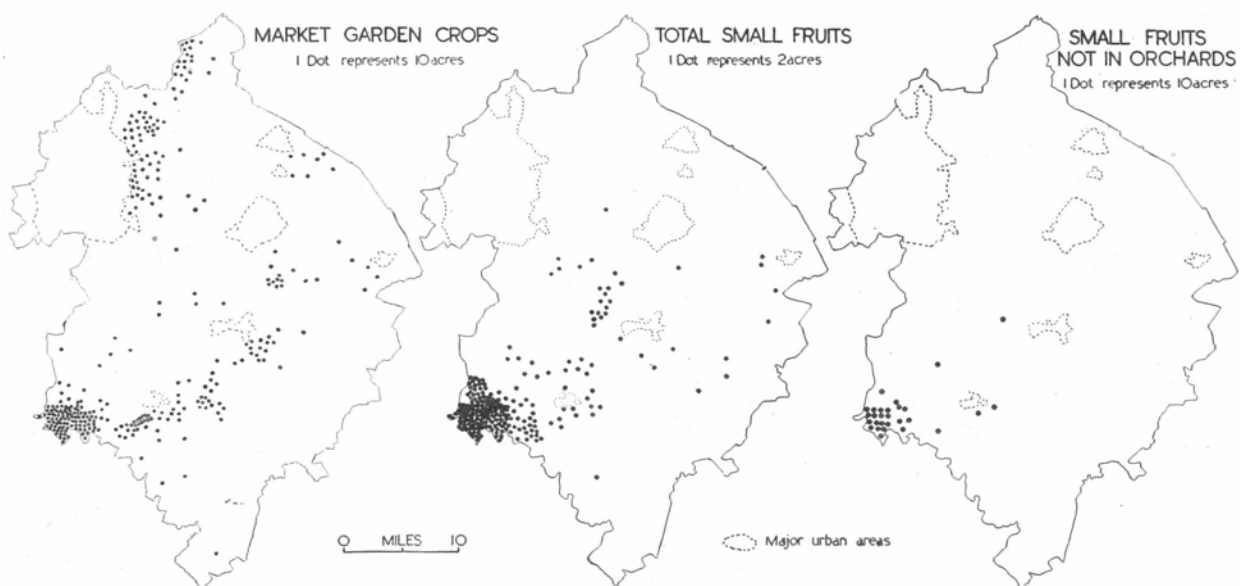 MARKET GARDEN CROPS
1 Dot represents 10 acres
TOTAL SMALL FRUITS
1 Dot represents 2 acres
SMALL FRUITS
NOT IN ORCHARDS
1 Dot represents 10 acres
0 MILES 10
Major urban areas